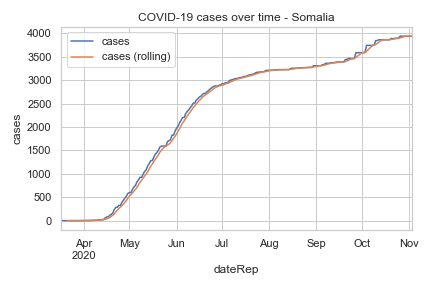 COVID-19 cases over time - Somalia
cases
cases (rolling)
4000
3500
3000
2500
2000
1500
1000
500
0
cases
Apr May Jun Jul Aug Sep Oct Nov
2020
dateRep